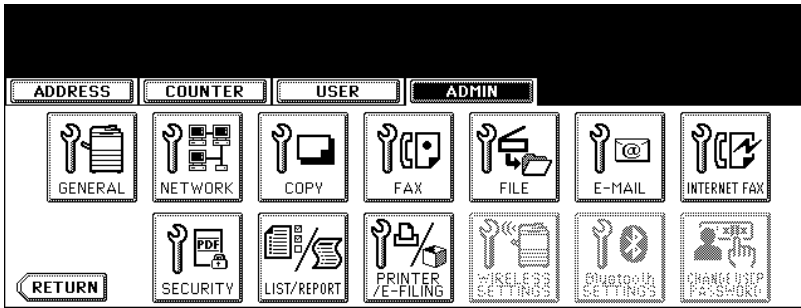 ADDRESS COUNTER USER ADMIN
GENERAL NETWORK COPY FAX FILE E-MAIL INTERNET FAX
@
PDF
SECURITY LIST/REPORT PRINTER
/E-FILING WIRELESS
SETTINGS Bluetooth
SETTINGS CHANGE USER
PASSWORD
RETURN